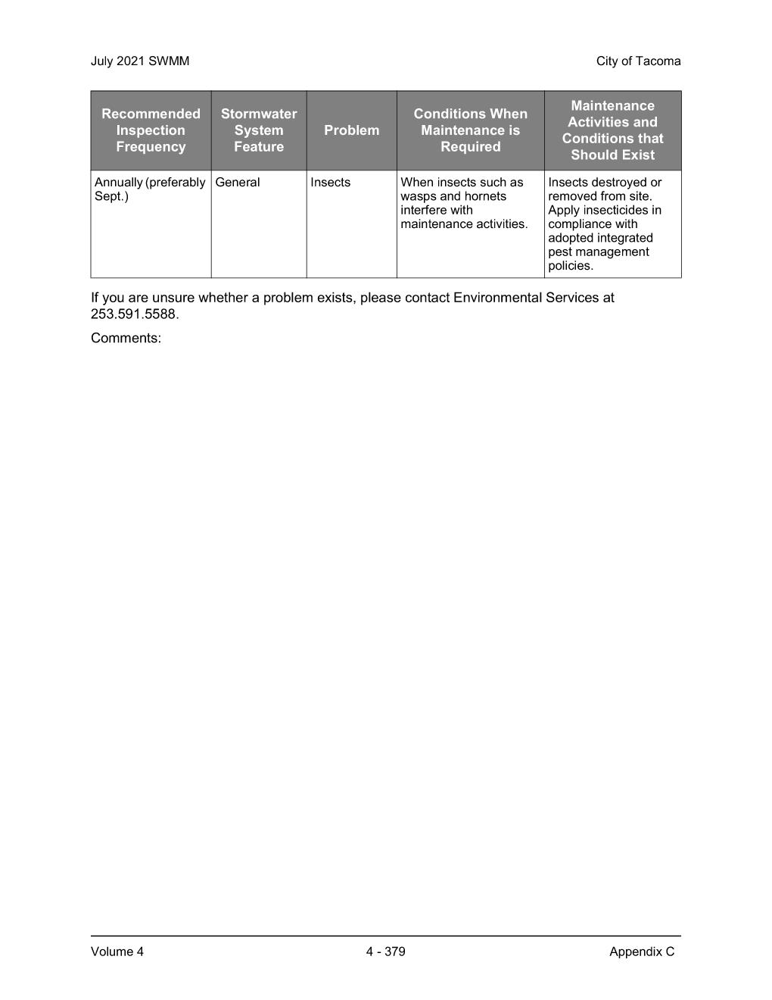 July 2021 SWMM City of Tacoma
Recommended Inspection Frequency
Stormwater System Feature
Problem
Conditions When Maintenance is Required
Maintenance Activities and Conditions that Should Exist
Annually (preferably
Sept.)
General
Insects
When insects such as
wasps and hornets
interfere with
maintenance activities.
Insects destroyed or
removed from site.
Apply insecticides in
compliance with
adopted integrated
pest management
policies.
If you are unsure whether a problem exists, please contact Environmental Services at
253.591.5588.
Comments:
Volume 4 4 - 379 Appendix C